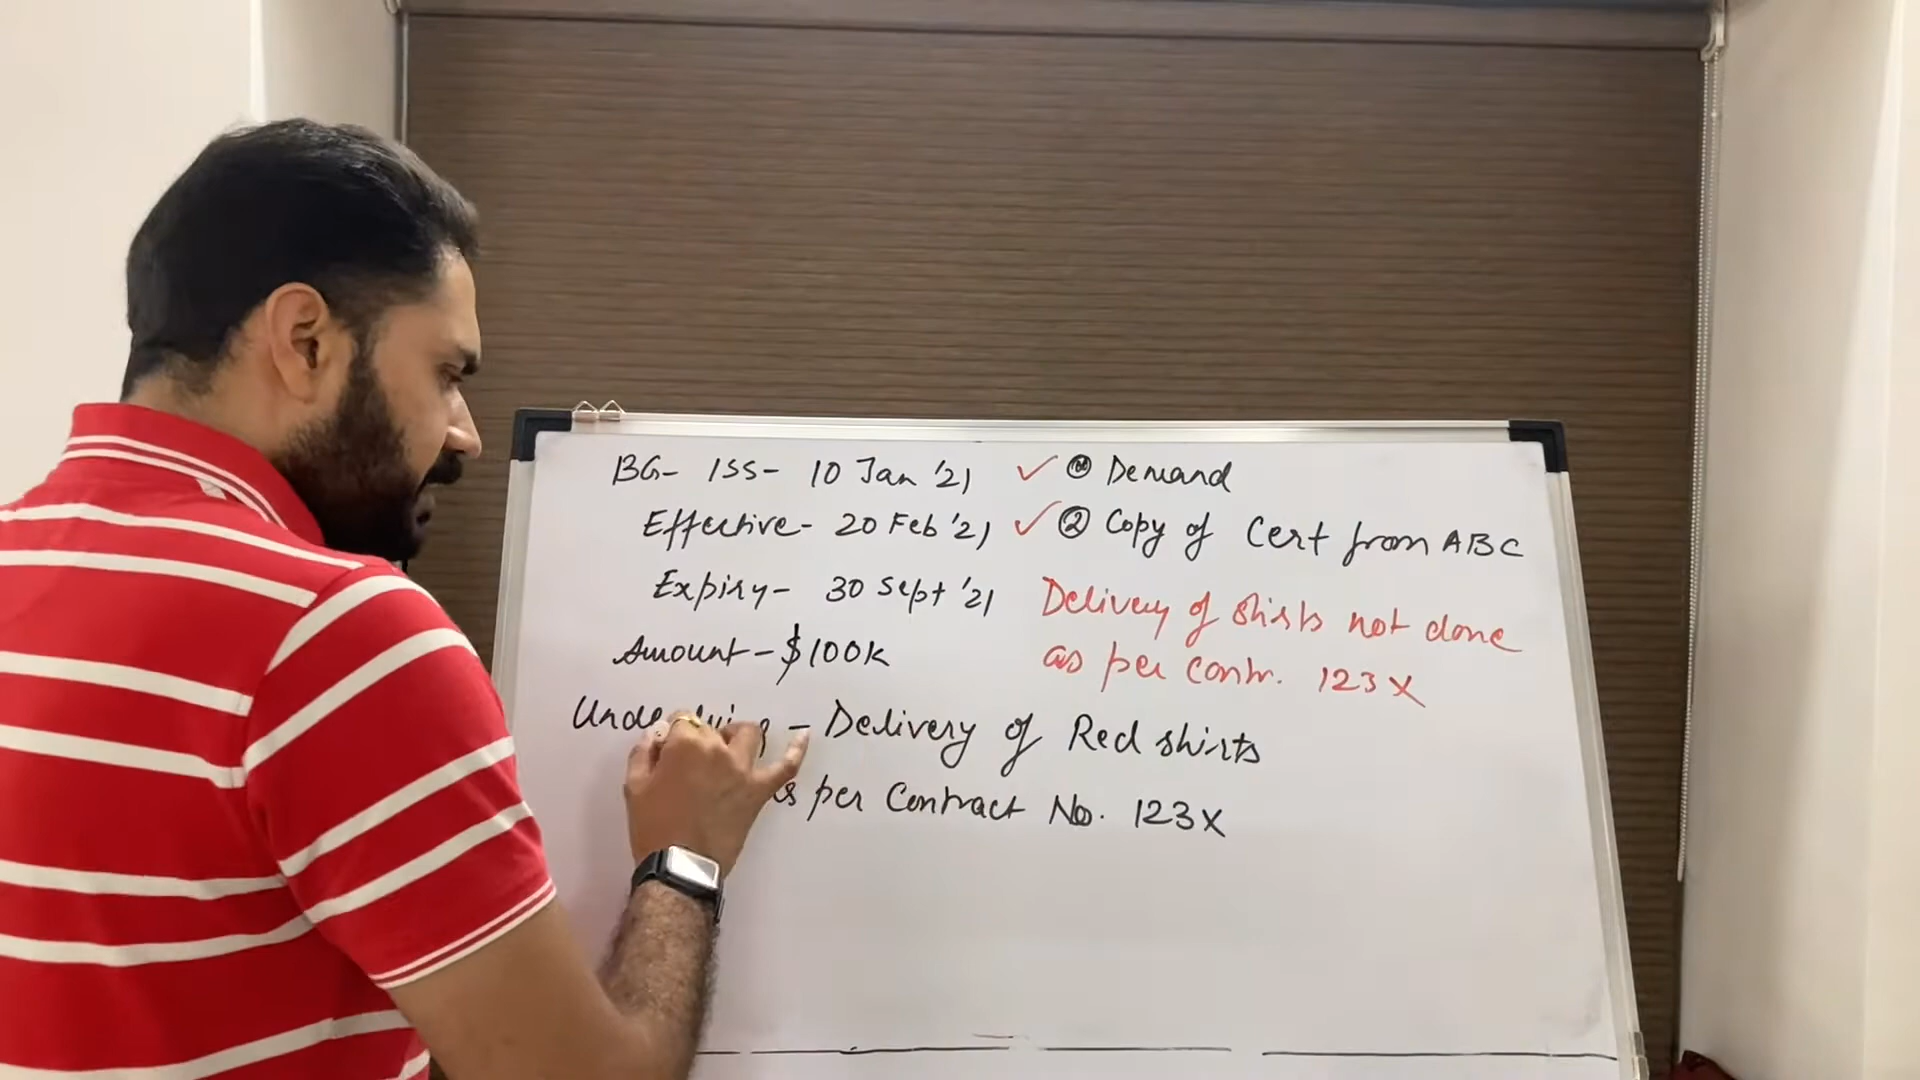 BG- ISS- 10 Jan '21
Effective- 20 Feb '21
Expiry- 30 Sept '21
Amount - $100K
Underlying - Delivery of Red shirts
as per Contract No. 123X
✓ Demand
✓ ② Copy of Cert from ABC
Delivery of shirts not done
as per contr. 123X